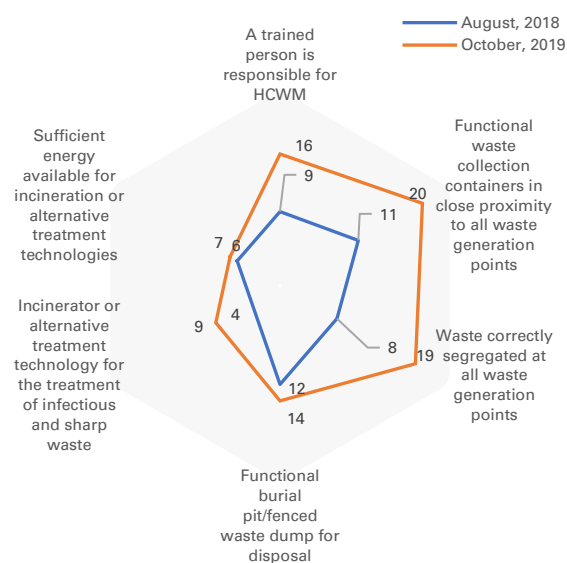 August, 2018
October, 2019
A trained
person is
responsible for
HCWM
16
9
Functional
waste
collection
containers in
close proximity
to all waste
generation
points
20
11
Waste correctly
segregated at
all waste
generation
points
19
8
Functional
burial
pit/fenced
waste dump for
disposal
12
14
Incinerator or
alternative
treatment
technology for
the treatment
of infectious
and sharp
waste
4
9
Sufficient
energy
available for
incineration or
alternative
treatment
technologies
7
6